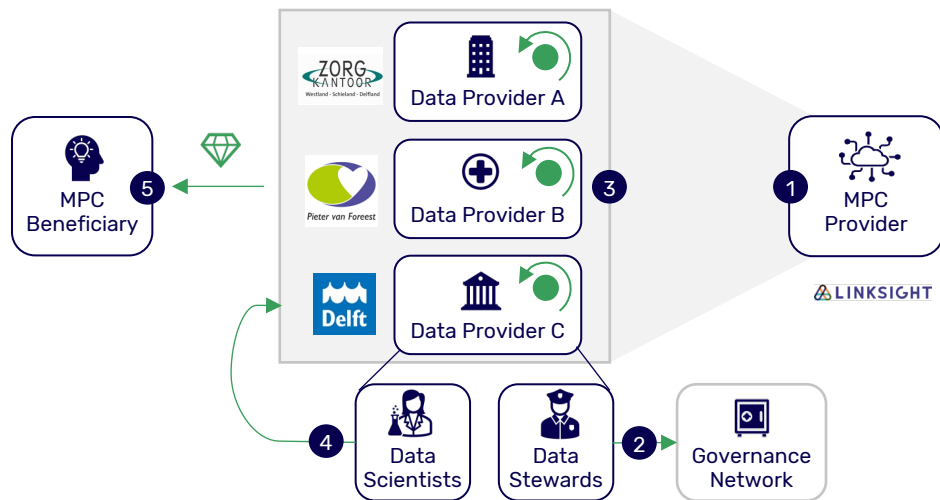 ZORG
KANTOOR
Westland - Schieland - Delfland
Data Provider A
5
MPC
Beneficiary
Pieter van Foreest
Data Provider B
3
1
MPC
Provider
LINKSIGHT
Delft
Data Provider C
4
Data
Scientists
Data
Stewards
2
Governance
Network